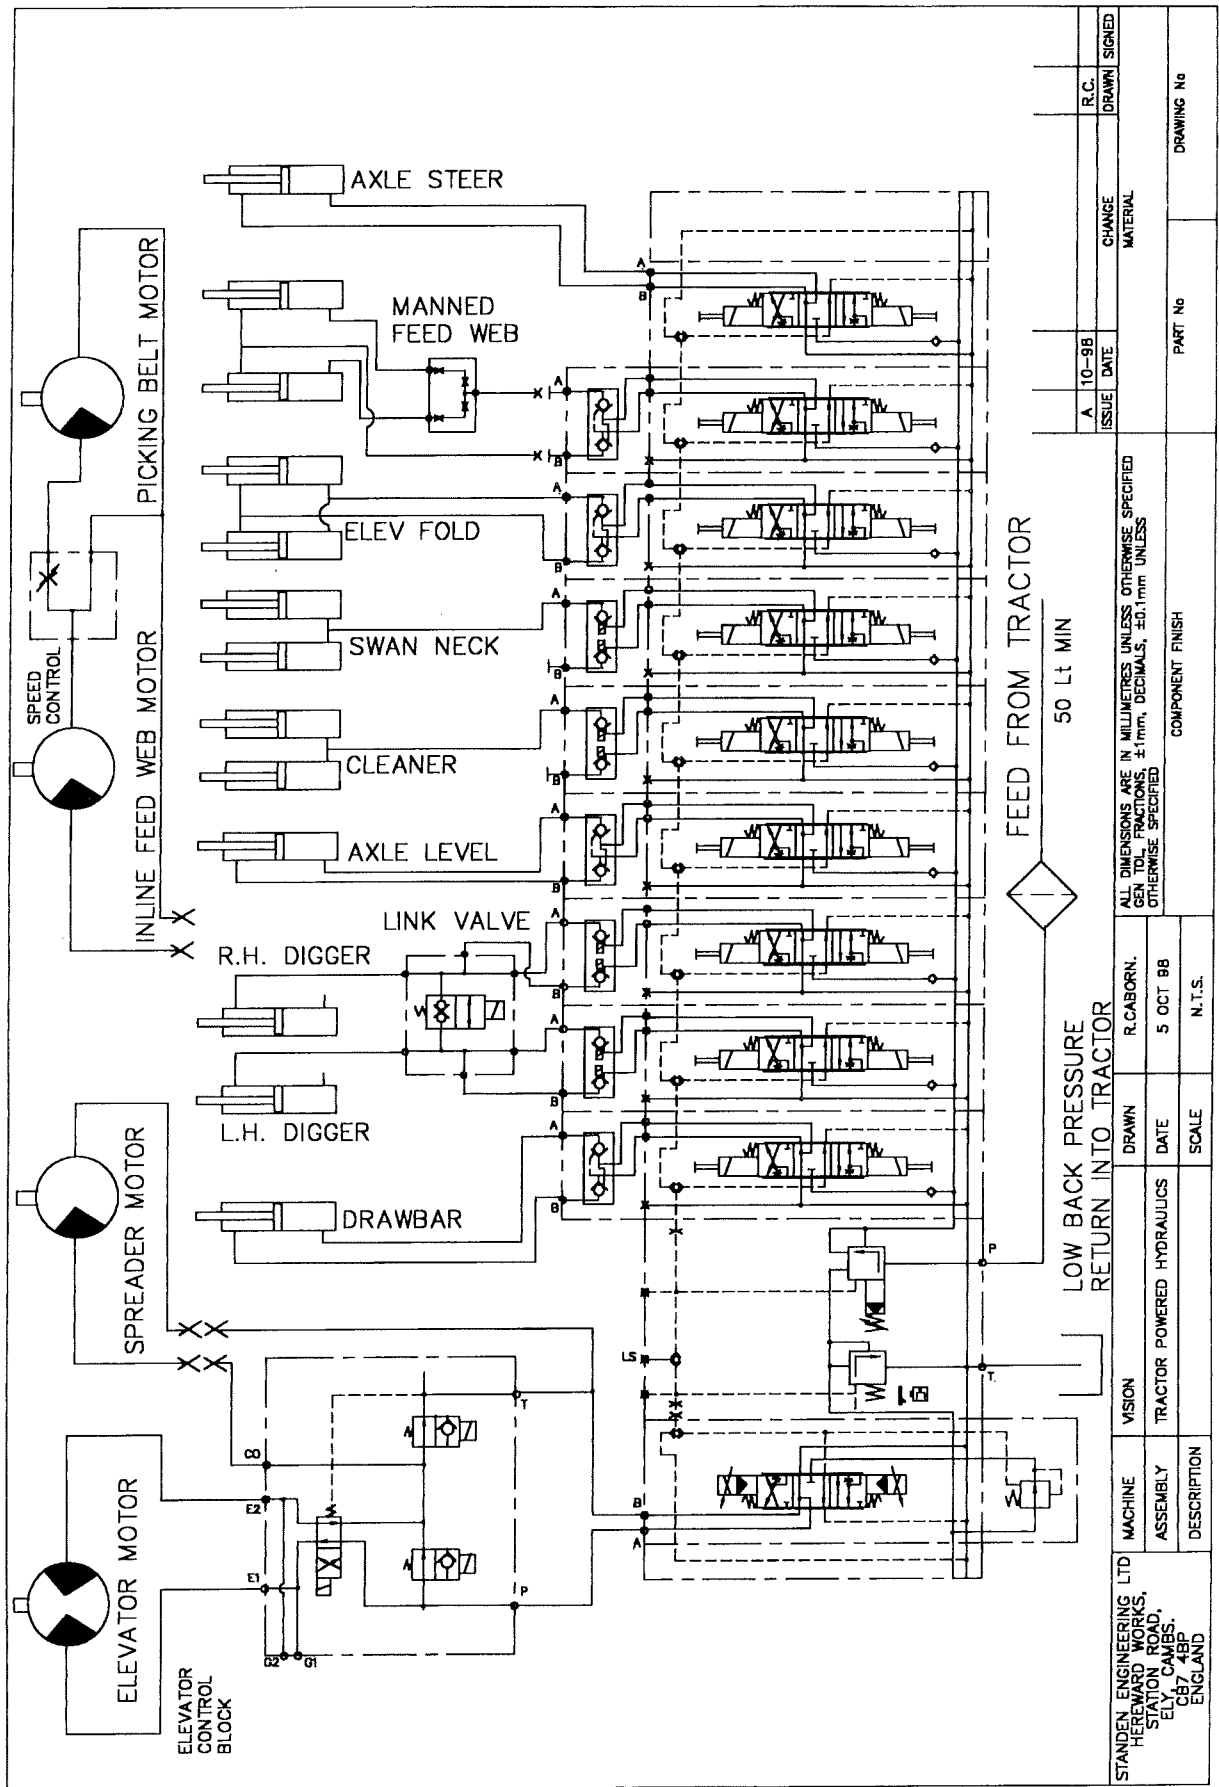 ELEVATOR MOTOR
ELEVATOR
CONTROL
BLOCK
SPREADER MOTOR
INLINE FEED WEB MOTOR
SPEED
CONTROL
PICKING BELT MOTOR
DRAWBAR
L.H. DIGGER
R.H. DIGGER
LINK VALVE
AXLE LEVEL
CLEANER
SWAN NECK
ELEV FOLD
MANNED
FEED WEB
AXLE STEER
G2
G1
E1
E2
P
T
A
B
LS
B
A
B
A
B
A
B
A
B
A
B
A
B
A
B
A
B
A
T
P
LOW BACK PRESSURE
RETURN INTO TRACTOR
FEED FROM TRACTOR
50 Lt MIN
STANDEN ENGINEERING LTD
HEREWARD WORKS,
STATION ROAD,
ELY, CAMBS.
CB7 4BP
ENGLAND
MACHINE
VISION
ASSEMBLY
TRACTOR POWERED HYDRAULICS
DESCRIPTION
DRAWN
R.CABORN.
DATE
5 OCT 98
SCALE
N.T.S.
ALL DIMENSIONS ARE IN MILLIMETRES UNLESS OTHERWISE SPECIFIED
GEN TOL, FRACTIONS, ±1mm, DECIMALS, ±0.1mm UNLESS
OTHERWISE SPECIFIED
COMPONENT FINISH
A
10-98
R.C.
ISSUE
DATE
CHANGE
DRAWN
SIGNED
MATERIAL
PART No
DRAWING No